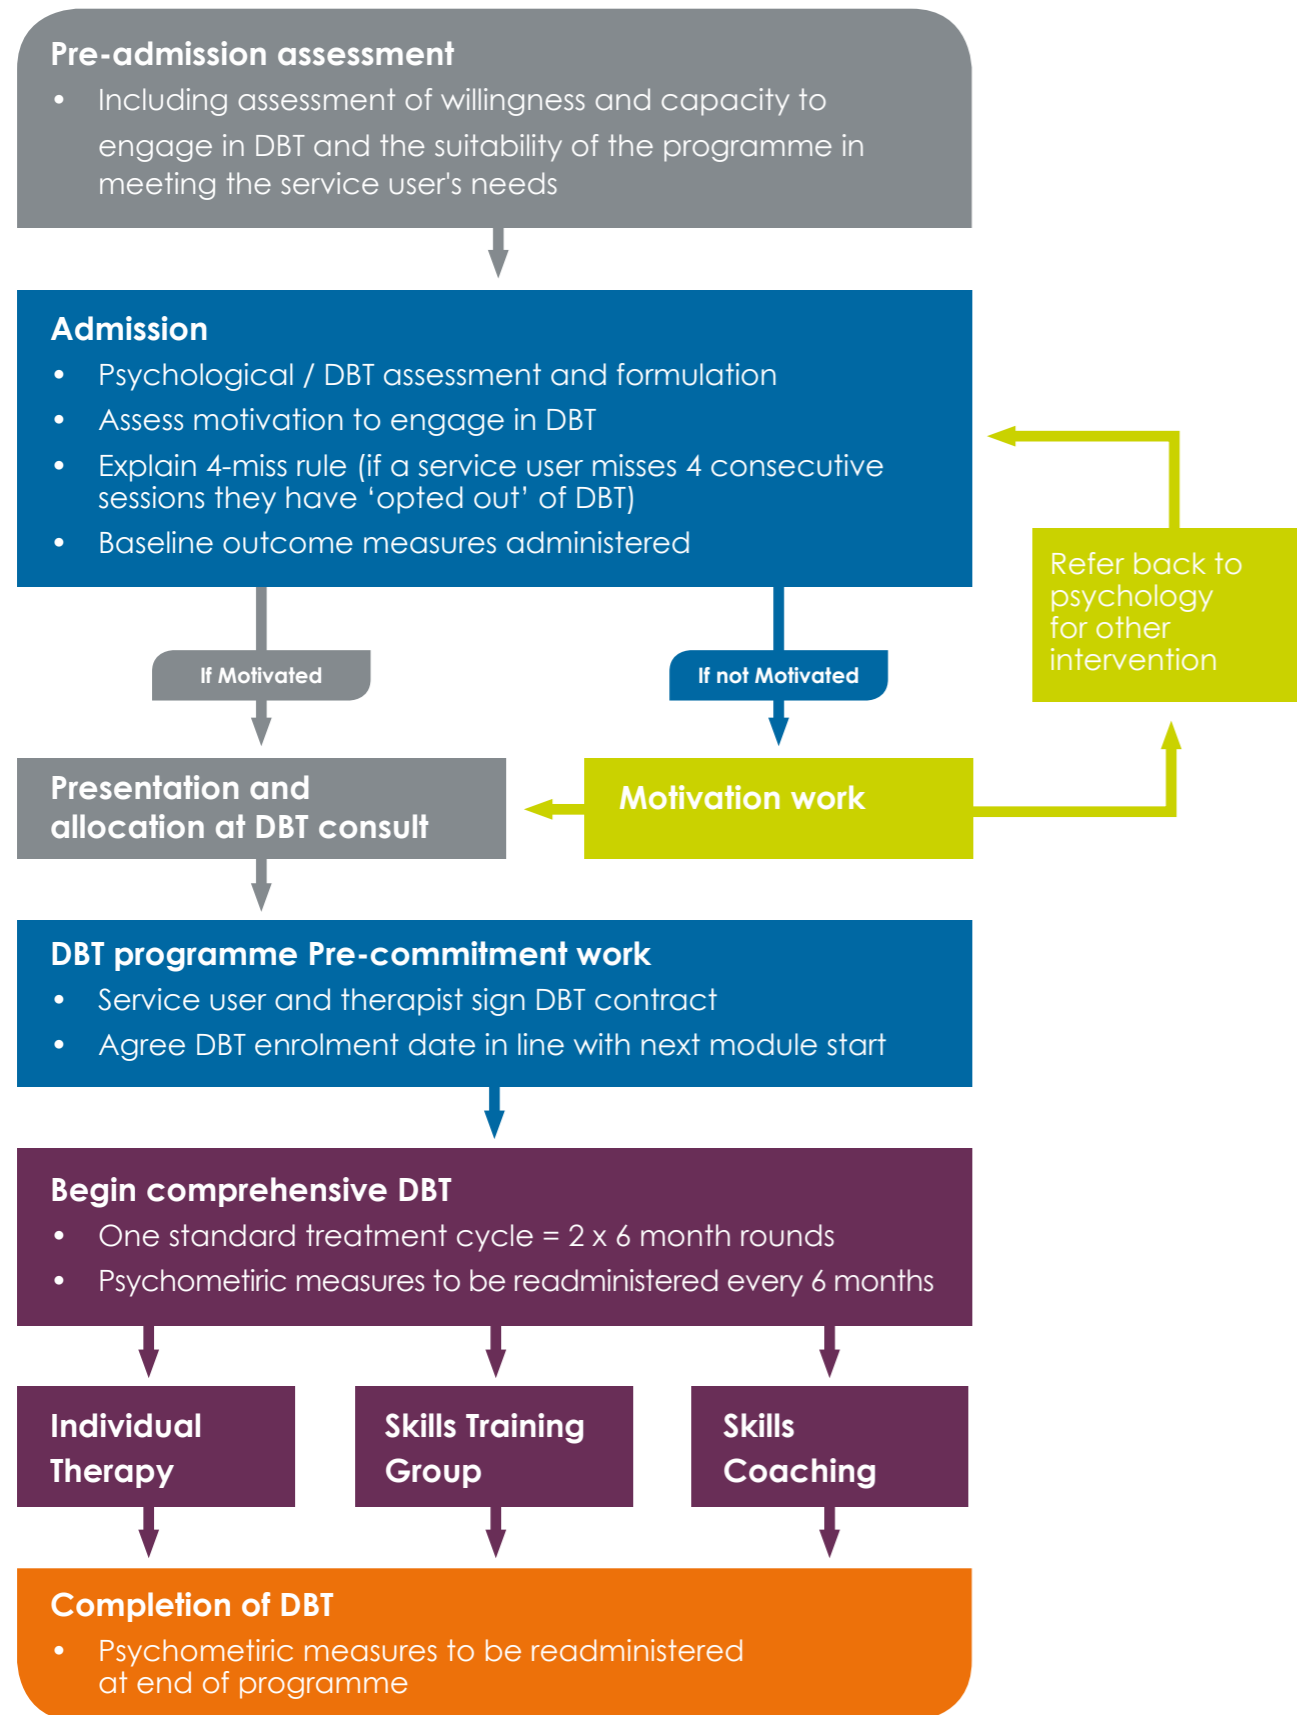 Pre-admission assessment
• Including assessment of willingness and capacity to
engage in DBT and the suitability of the programme in
meeting the service user's needs
Admission
• Psychological / DBT assessment and formulation
• Assess motivation to engage in DBT
• Explain 4-miss rule (if a service user misses 4 consecutive
sessions they have ‘opted out’ of DBT)
• Baseline outcome measures administered
Refer back to
psychology
for other
intervention
If Motivated
If not Motivated
Presentation and
allocation at DBT consult
Motivation work
DBT programme Pre-commitment work
• Service user and therapist sign DBT contract
• Agree DBT enrolment date in line with next module start
Begin comprehensive DBT
• One standard treatment cycle = 2 x 6 month rounds
• Psychometiric measures to be readministered every 6 months
Individual
Therapy
Skills Training
Group
Skills
Coaching
Completion of DBT
• Psychometiric measures to be readministered
at end of programme